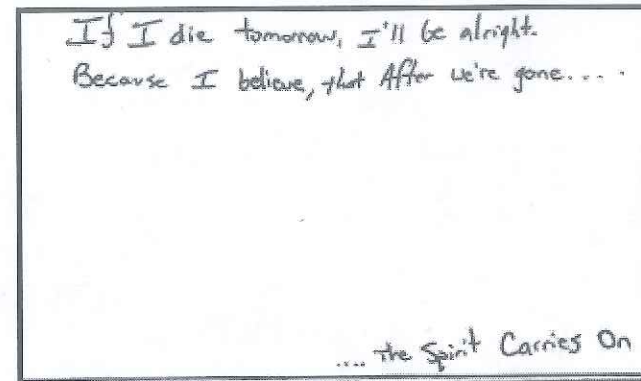 If I die tomorrow, I'll be alright.
Because I believe, that After we're gone....
.... the Spirit Carries On